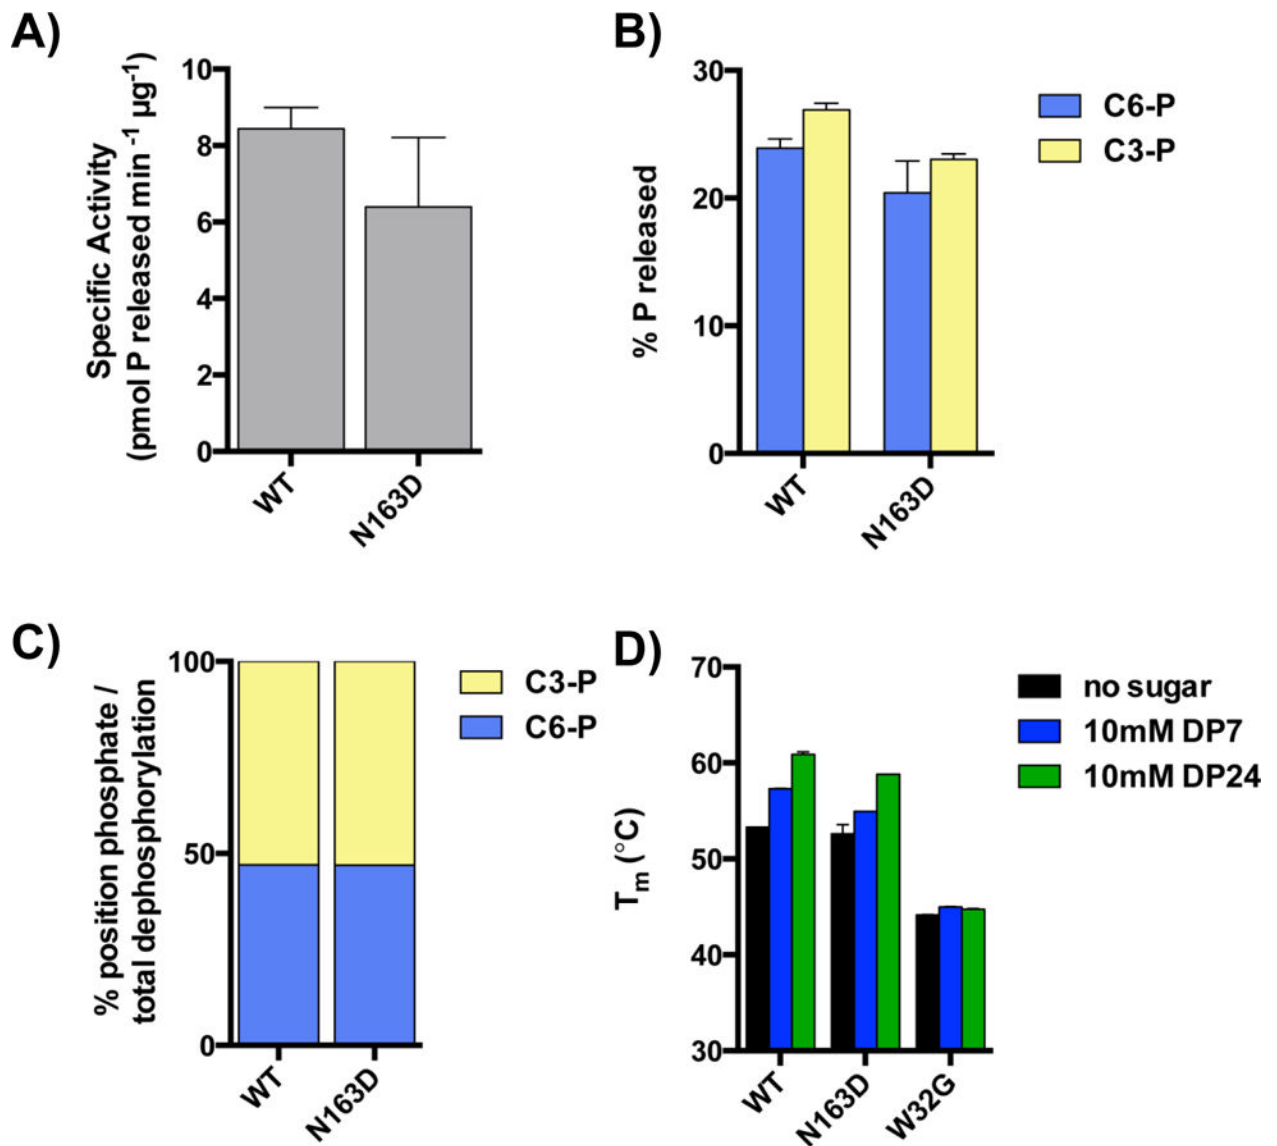 A)
Specific Activity
(pmol P released min⁻¹ µg⁻¹)
10
8
6
4
2
0
WT
N163D
B)
% P released
30
20
10
0
WT
N163D
C6-P
C3-P
C)
% position phosphate /
total dephosphorylation
100
50
0
WT
N163D
C3-P
C6-P
D)
Tₘ (°C)
70
60
50
40
30
WT
N163D
W32G
no sugar
10mM DP7
10mM DP24